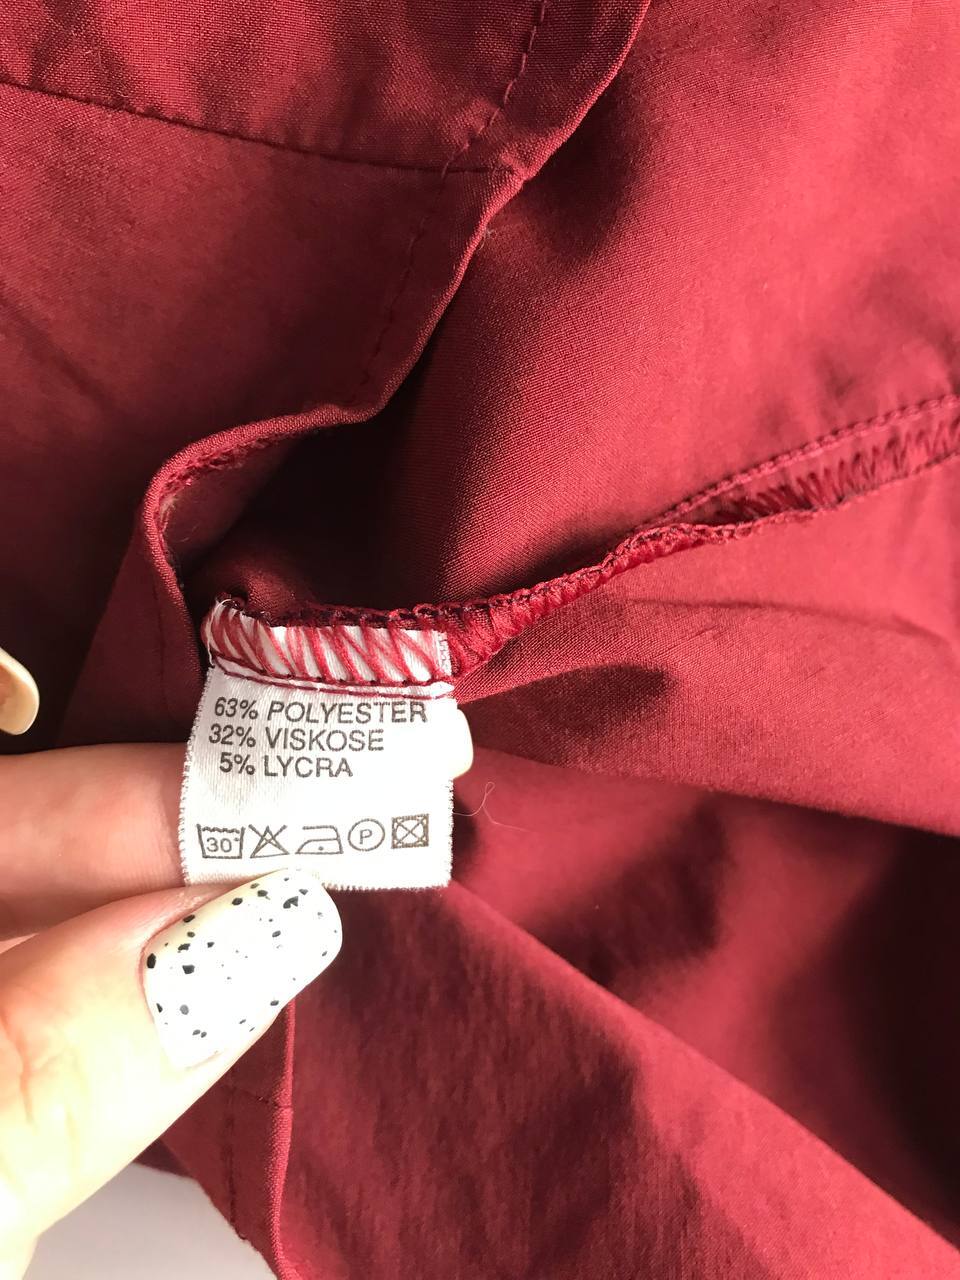 63% POLYESTER
32% VISKOSE
5% LYCRA
30° P